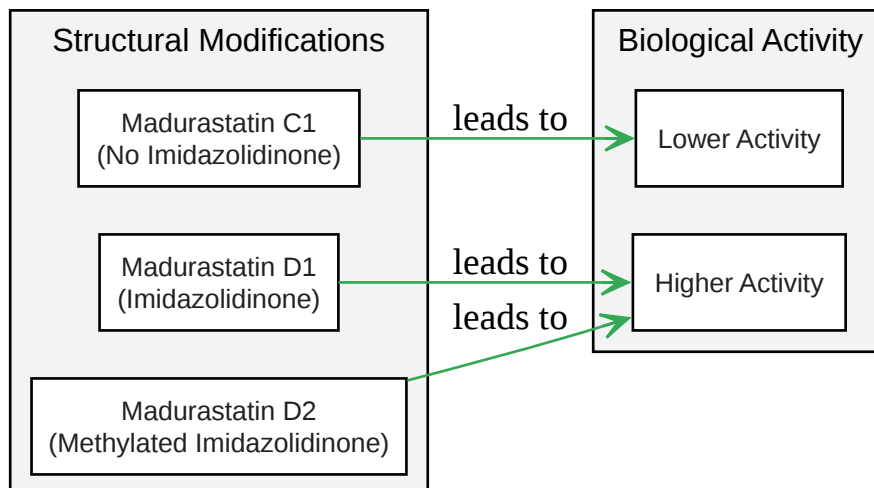 Structural Modifications
Biological Activity
Madurastatin C1
(No Imidazolidinone)
leads to
Lower Activity
Madurastatin D1
(Imidazolidinone)
leads to
Higher Activity
leads to
Madurastatin D2
(Methylated Imidazolidinone)